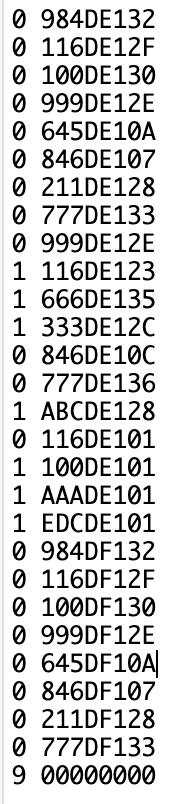 0 984DE132
0 116DE12F
0 100DE130
0 999DE12E
0 645DE10A
0 846DE107
0 211DE128
0 777DE133
0 999DE12E
1 116DE123
1 666DE135
1 333DE12C
0 846DE10C
0 777DE136
1 ABCDE128
0 116DE101
1 100DE101
1 AAADE101
1 EDCDE101
0 984DF132
0 116DF12F
0 100DF130
0 999DF12E
0 645DF10A
0 846DF107
0 211DF128
0 777DF133
9 00000000